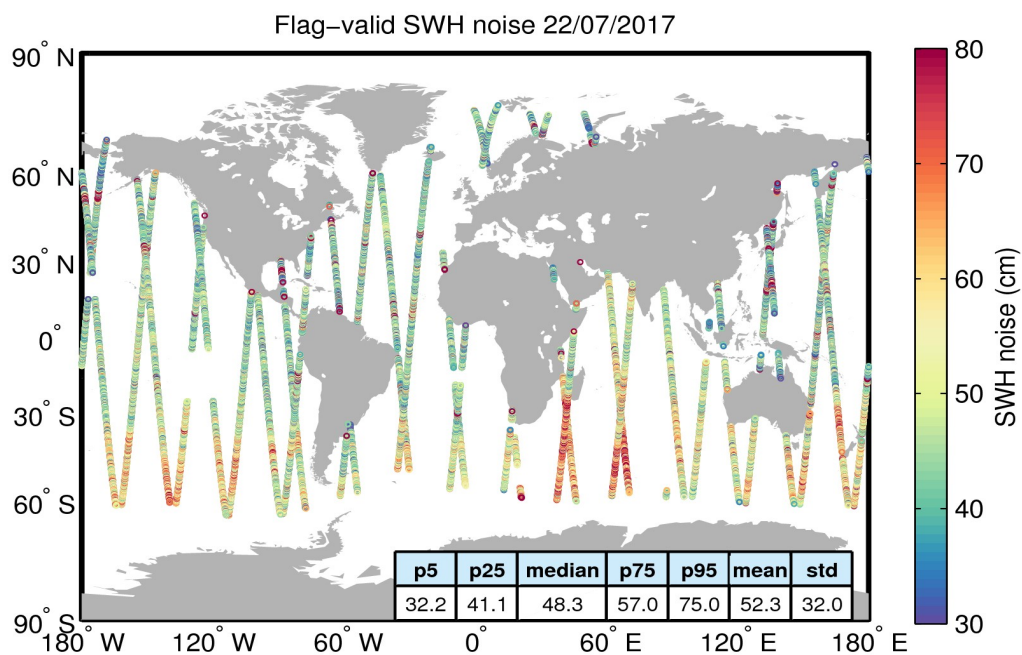 Flag−valid SWH noise 22/07/2017
90° N
60° N
30° N
0°
30° S
60° S
90° S
180° W
120° W
60° W
0°
60° E
120° E
180° E
p5 p25 median p75 p95 mean std
32.2 41.1 48.3 57.0 75.0 52.3 32.0
80
70
60
50
40
30
SWH noise (cm)